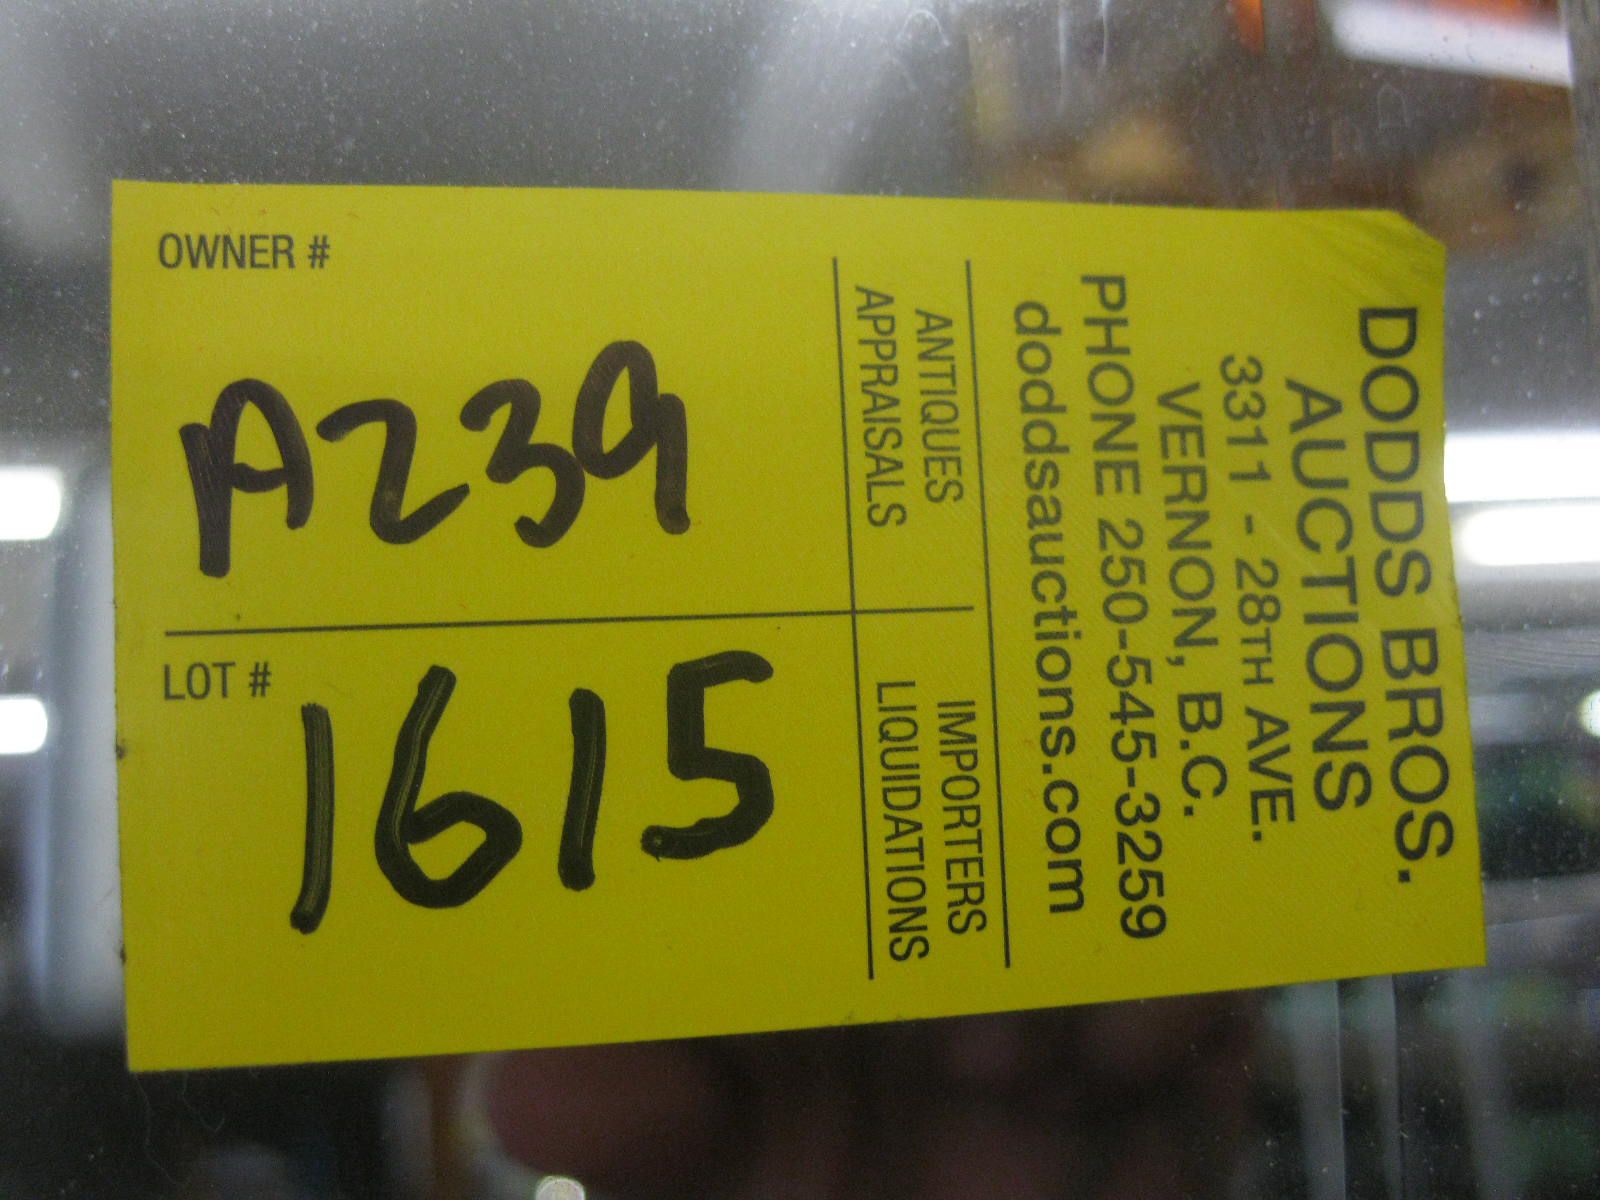 OWNER #
A239
LOT #
1615
DODDS BROS.
AUCTIONS
3311 - 28TH AVE.
VERNON, B.C.
PHONE 250-545-3259
doddsauctions.com
ANTIQUES
APPRAISALS
IMPORTERS
LIQUIDATIONS